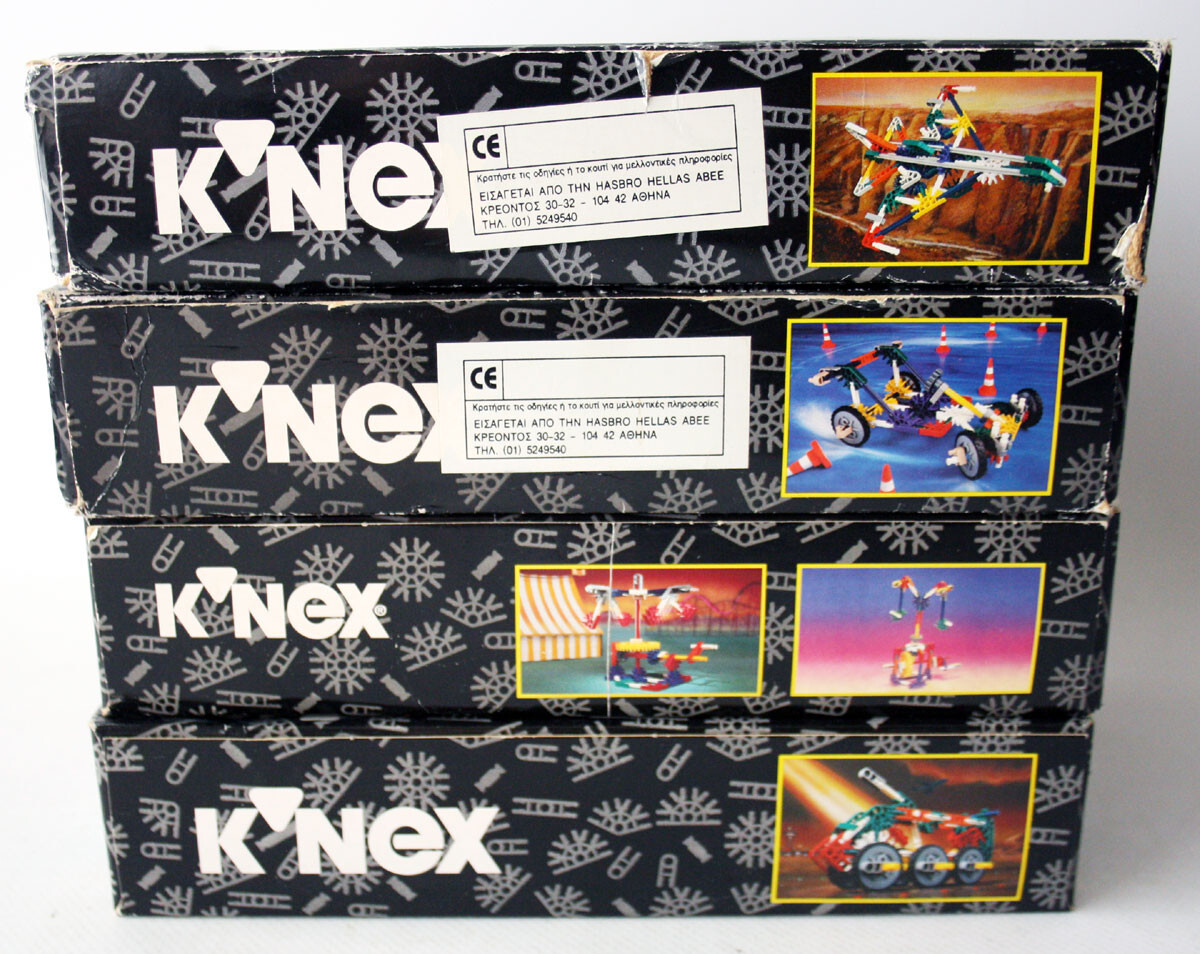 K'NEX
CE
Κρατήστε τις οδηγίες ή το κουτί για μελλοντικές πληροφορίες
ΕΙΣΑΓΕΤΑΙ ΑΠΟ ΤΗΝ HASBRO HELLAS ΑΒΕΕ
ΚΡΕΟΝΤΟΣ 30-32 - 104 42 ΑΘΗΝΑ
ΤΗΛ. (01) 5249540
K'NEX
CE
Κρατήστε τις οδηγίες ή το κουτί για μελλοντικές πληροφορίες
ΕΙΣΑΓΕΤΑΙ ΑΠΟ ΤΗΝ HASBRO HELLAS ΑΒΕΕ
ΚΡΕΟΝΤΟΣ 30-32 - 104 42 ΑΘΗΝΑ
ΤΗΛ. (01) 5249540
K'NEX®
K'NEX